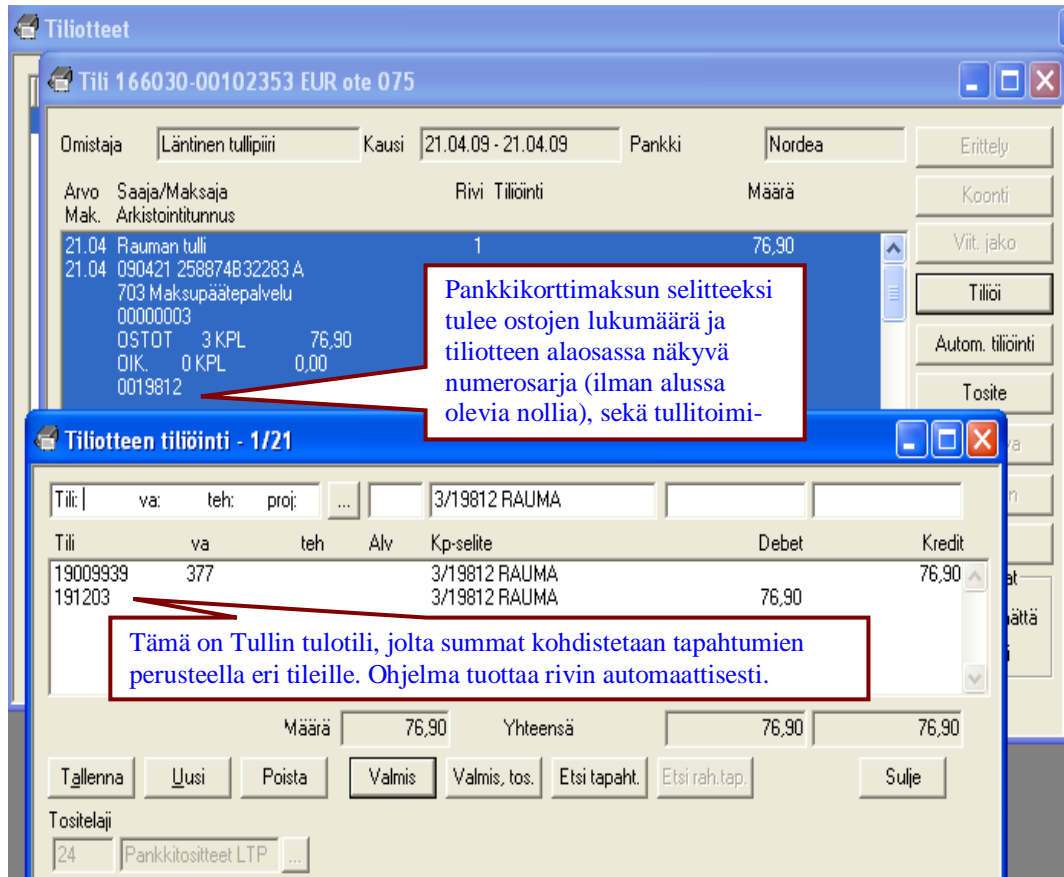 Tiliotteet
Tili 166030-00102353 EUR ote 075
Omistaja Läntinen tullipiiri Kausi 21.04.09 - 21.04.09 Pankki Nordea
Erittely
Arvo Saaja/Maksaja Rivi Tiliöinti Määrä
Mak. Arkistointitunnus
Koonti
21.04 Rauman tulli 1 76,90
Viit. jako
21.04 090421 258874B32283 A
703 Maksupäätepalvelu
00000003
OSTOT 3 KPL 76,90
OIK. 0 KPL 0,00
0019812
Tiliöi
Autom. tiliöinti
Tosite
Pankkikorttimaksun selitteeksi
tulee ostojen lukumäärä ja
tiliotteen alaosassa näkyvä
numerosarja (ilman alussa
olevia nollia), sekä tullitoimi-
Tiliotteen tiliöinti - 1/21
Tili: va: teh: proj: ... 3/19812 RAUMA
Tili va teh Alv Kp-selite Debet Kredit
19009939 377 3/19812 RAUMA 76,90
191203 3/19812 RAUMA 76,90
Tämä on Tullin tulotili, jolta summat kohdistetaan tapahtumien
perusteella eri tileille. Ohjelma tuottaa rivin automaattisesti.
Määrä 76,90 Yhteensä 76,90 76,90
Tallenna Uusi Poista Valmis Valmis, tos. Etsi tapaht. Etsi rah.tap. Sulje
Tositelaji
24 Pankkitositteet LTP ...